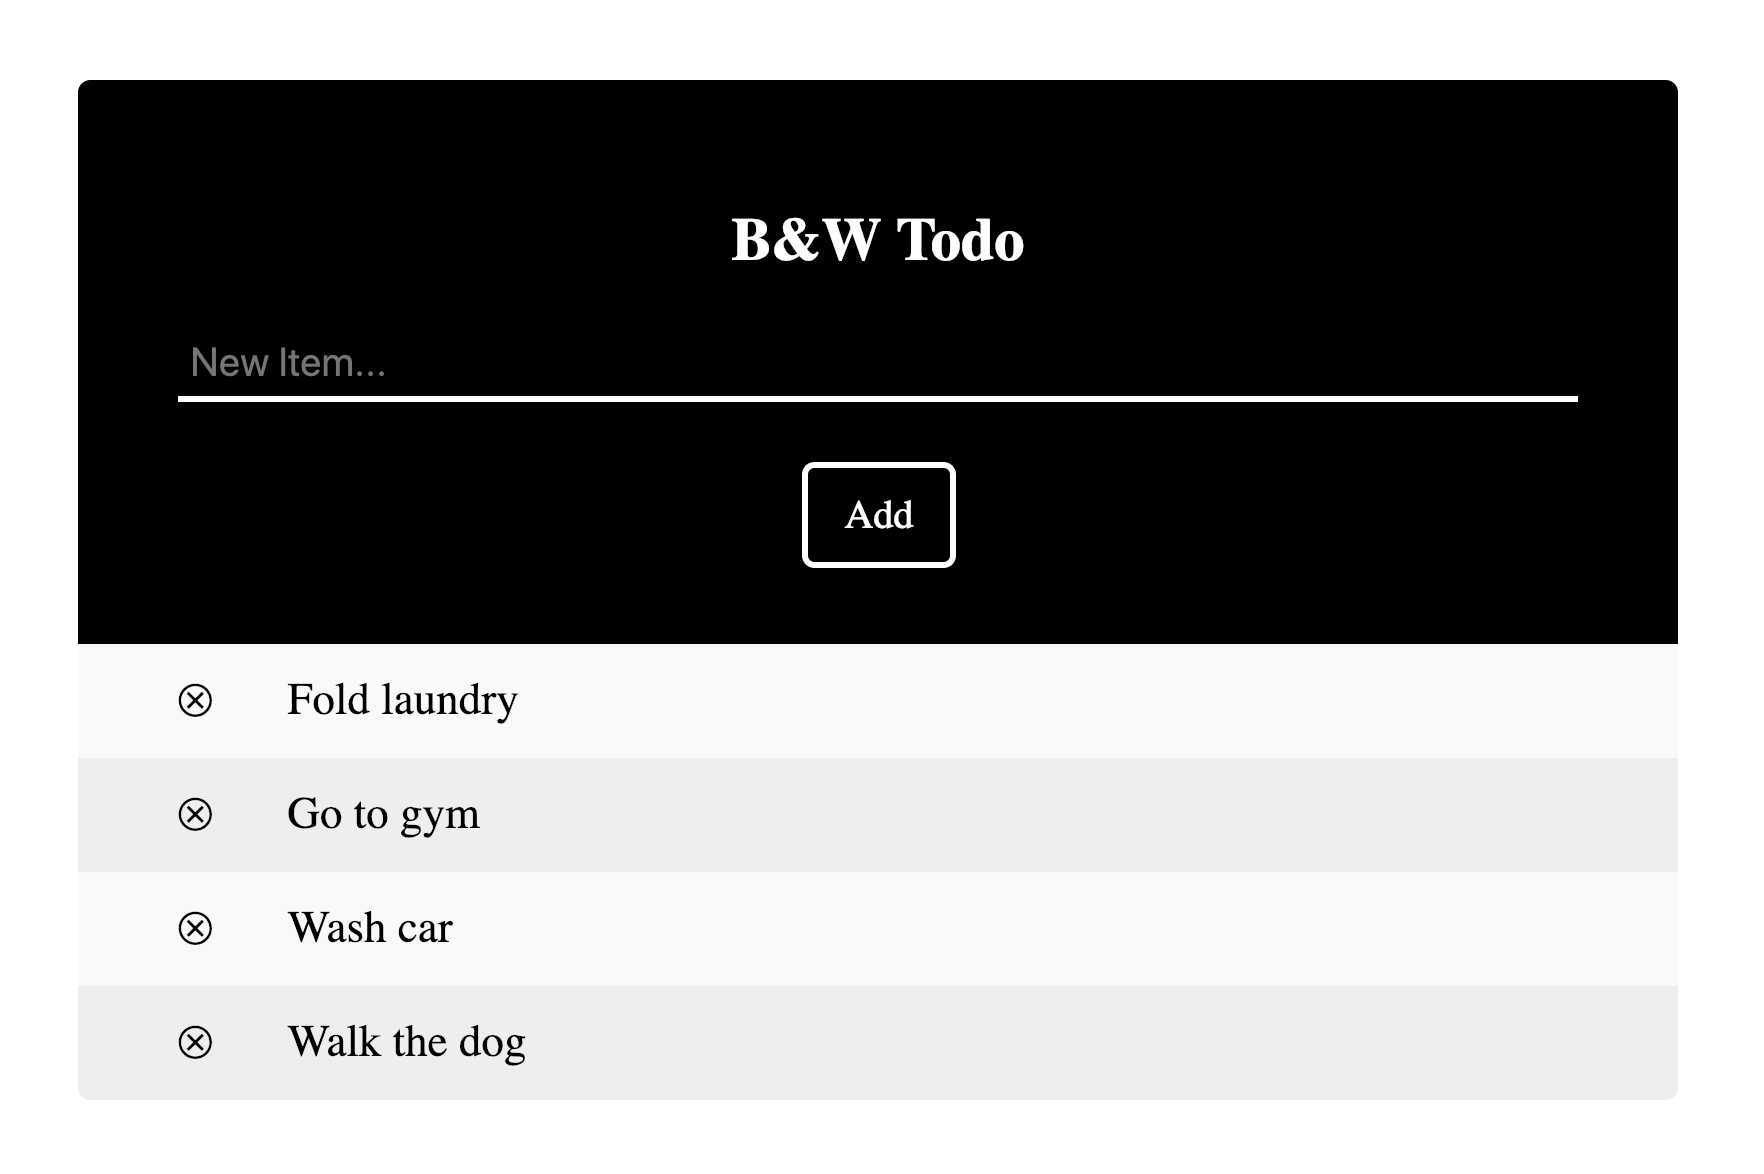 B&W Todo
New Item...
Add
Fold laundry
Go to gym
Wash car
Walk the dog